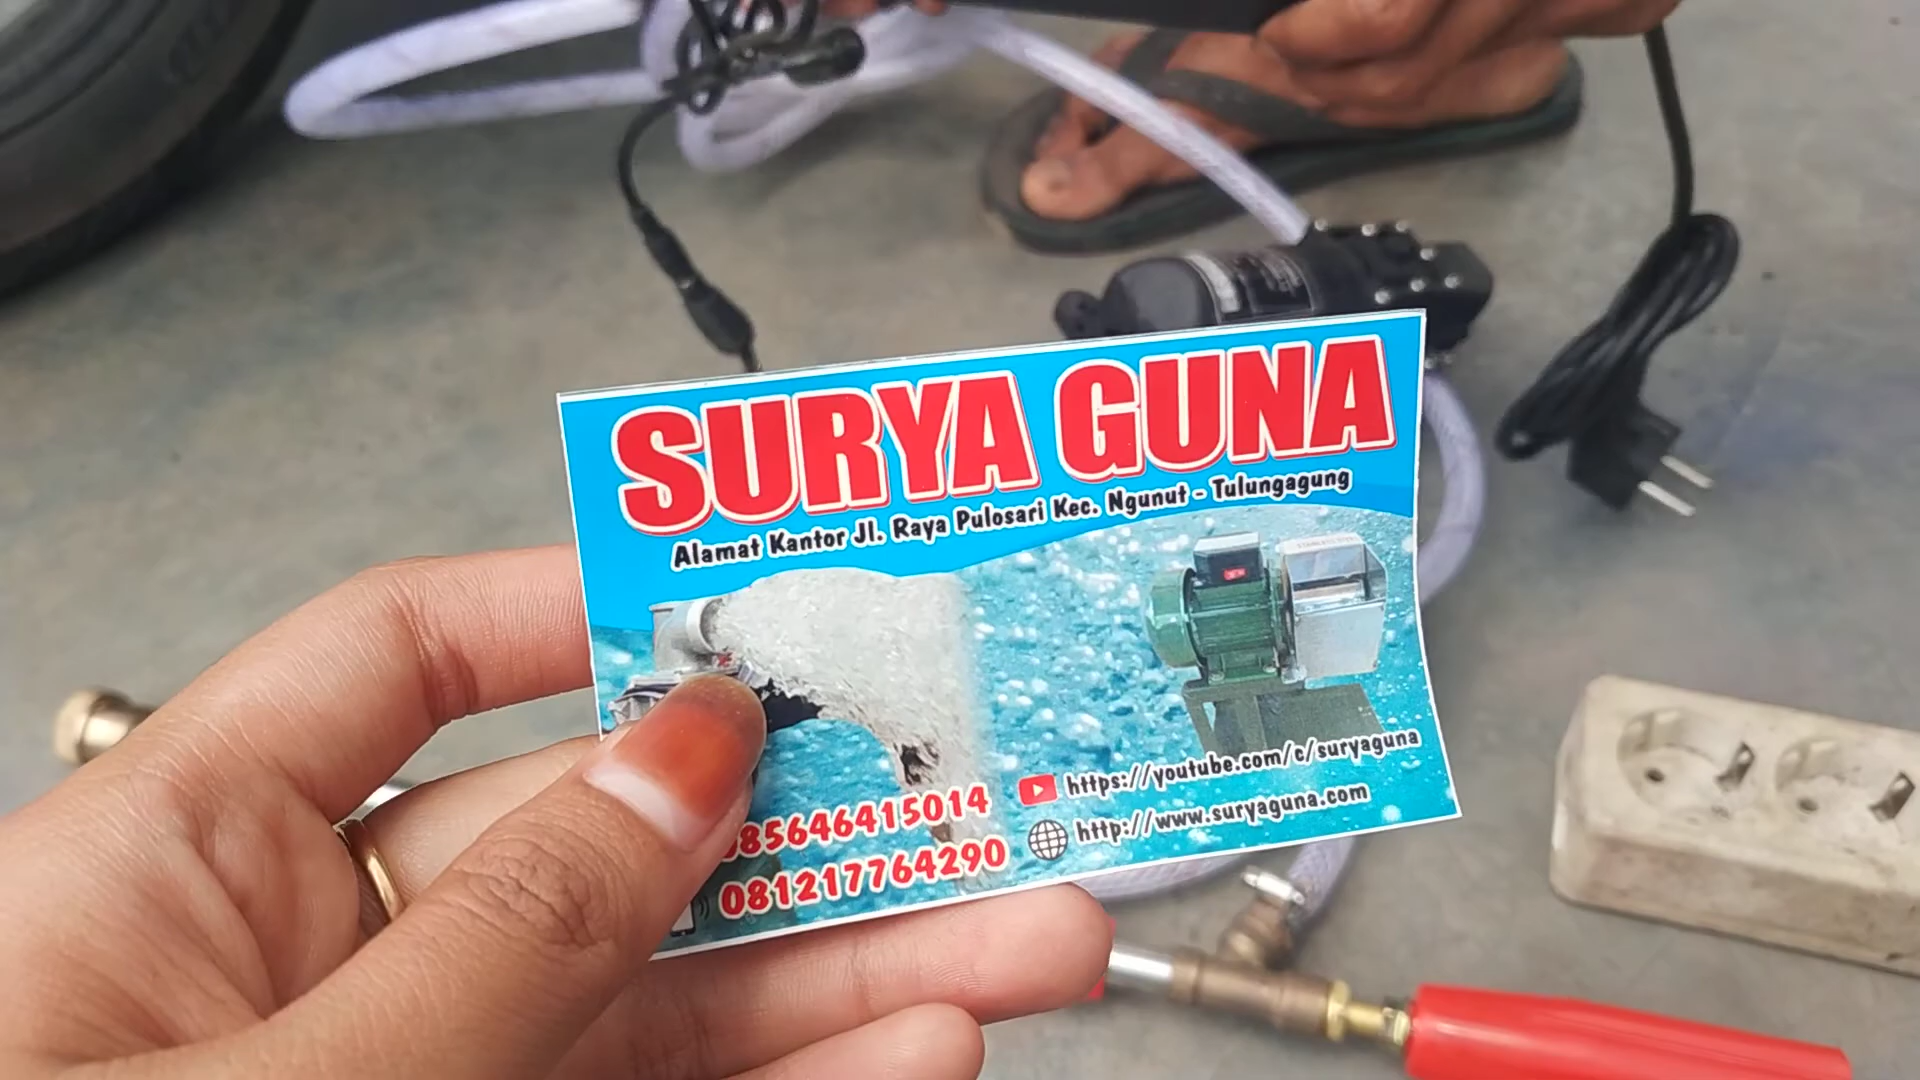 SURYA GUNA
Alamat Kantor Jl. Raya Pulosari Kec. Ngunut - Tulungagung
https://youtube.com/c/suryaguna
http://www.suryaguna.com
85646415014
081217764290